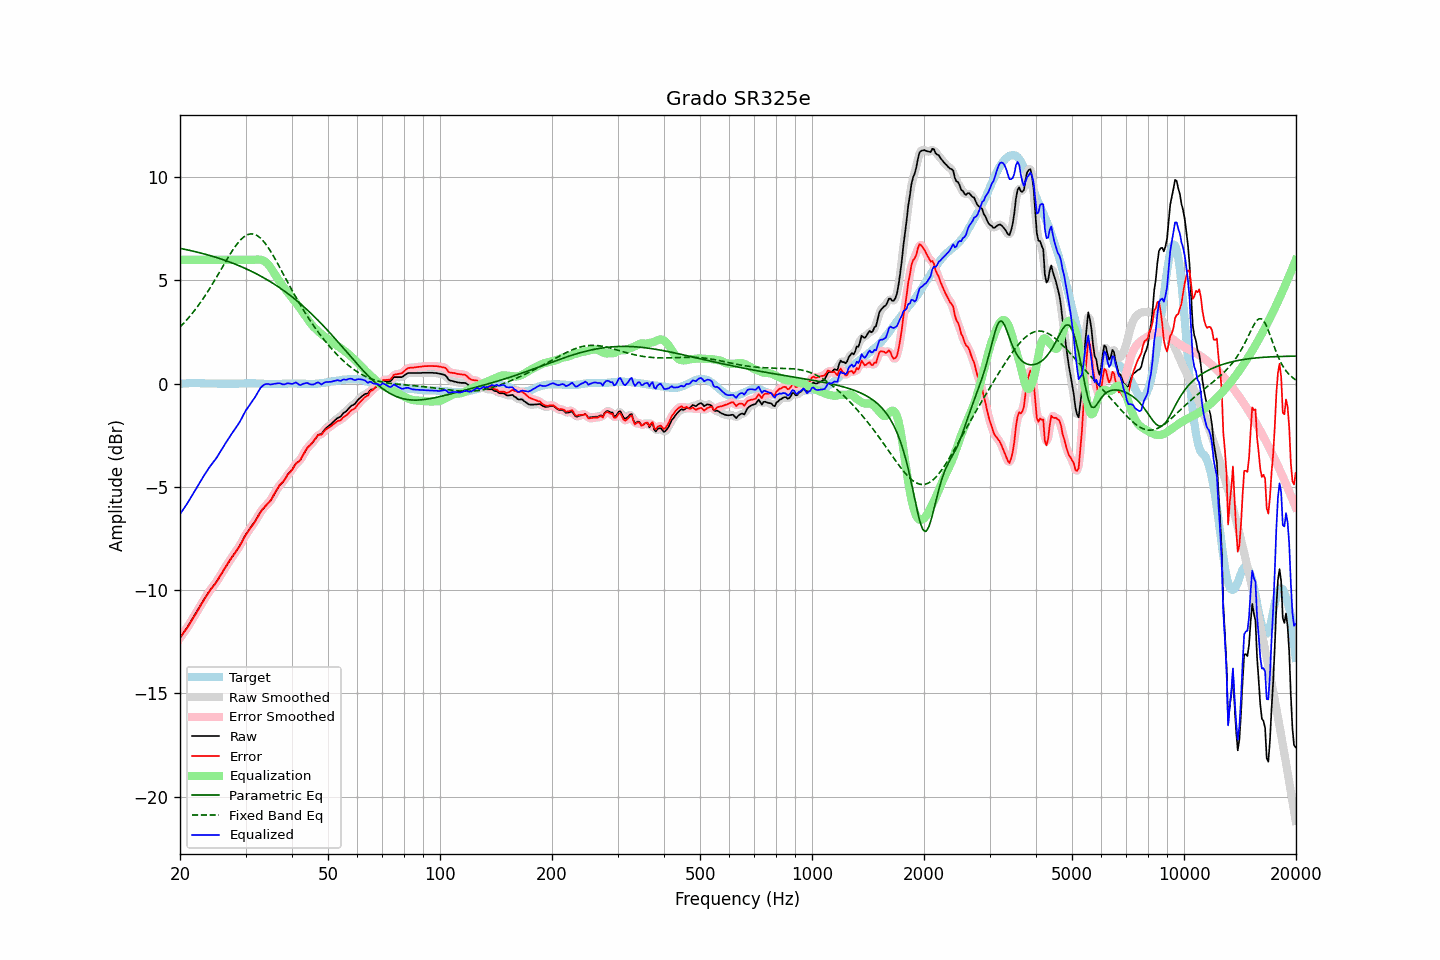 Grado SR325e
Amplitude (dBr)
10
5
0
−5
−10
−15
−20
Target
Raw Smoothed
Error Smoothed
Raw
Error
Equalization
Parametric Eq
Fixed Band Eq
Equalized
20 50 100 200 500 1000 2000 5000 10000 20000
Frequency (Hz)